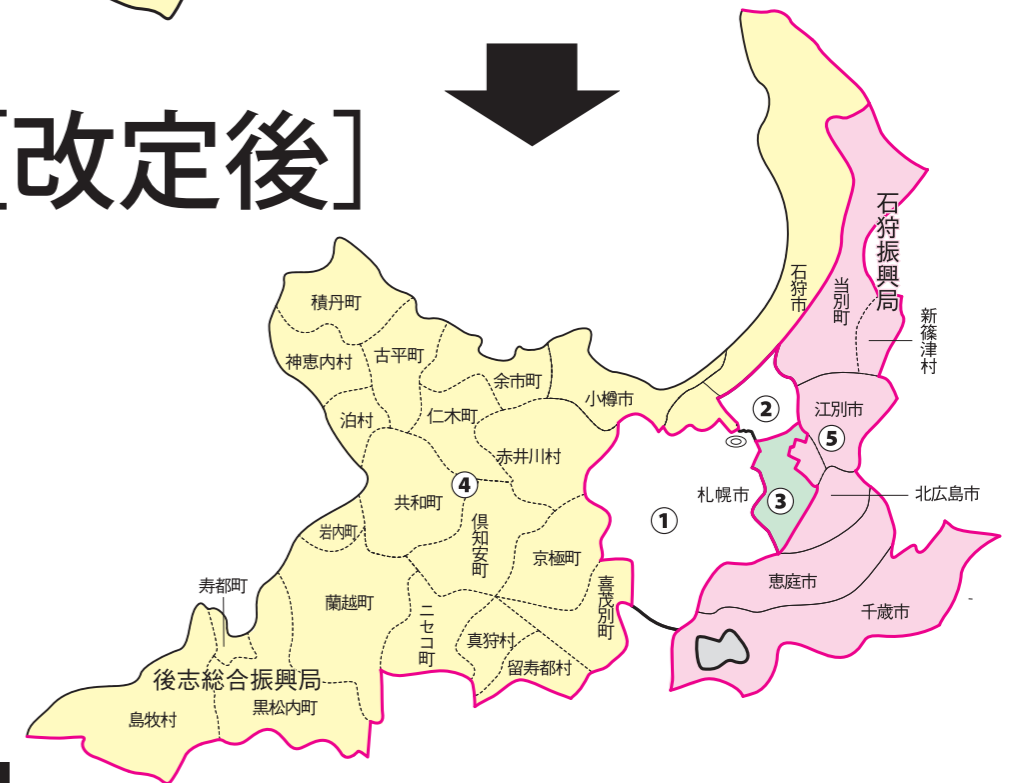 [改定後]
石狩振興局
石狩市
当別町
新篠津村
積丹町
神恵内村
古平町
余市町
小樽市
②
江別市
泊村
仁木町
⑤
赤井川村
④
共和町
札幌市
③
北広島市
①
岩内町
倶知安町
京極町
寿都町
蘭越町
ニセコ町
喜茂別町
恵庭市
千歳市
真狩村
留寿都村
後志総合振興局
島牧村
黒松内町